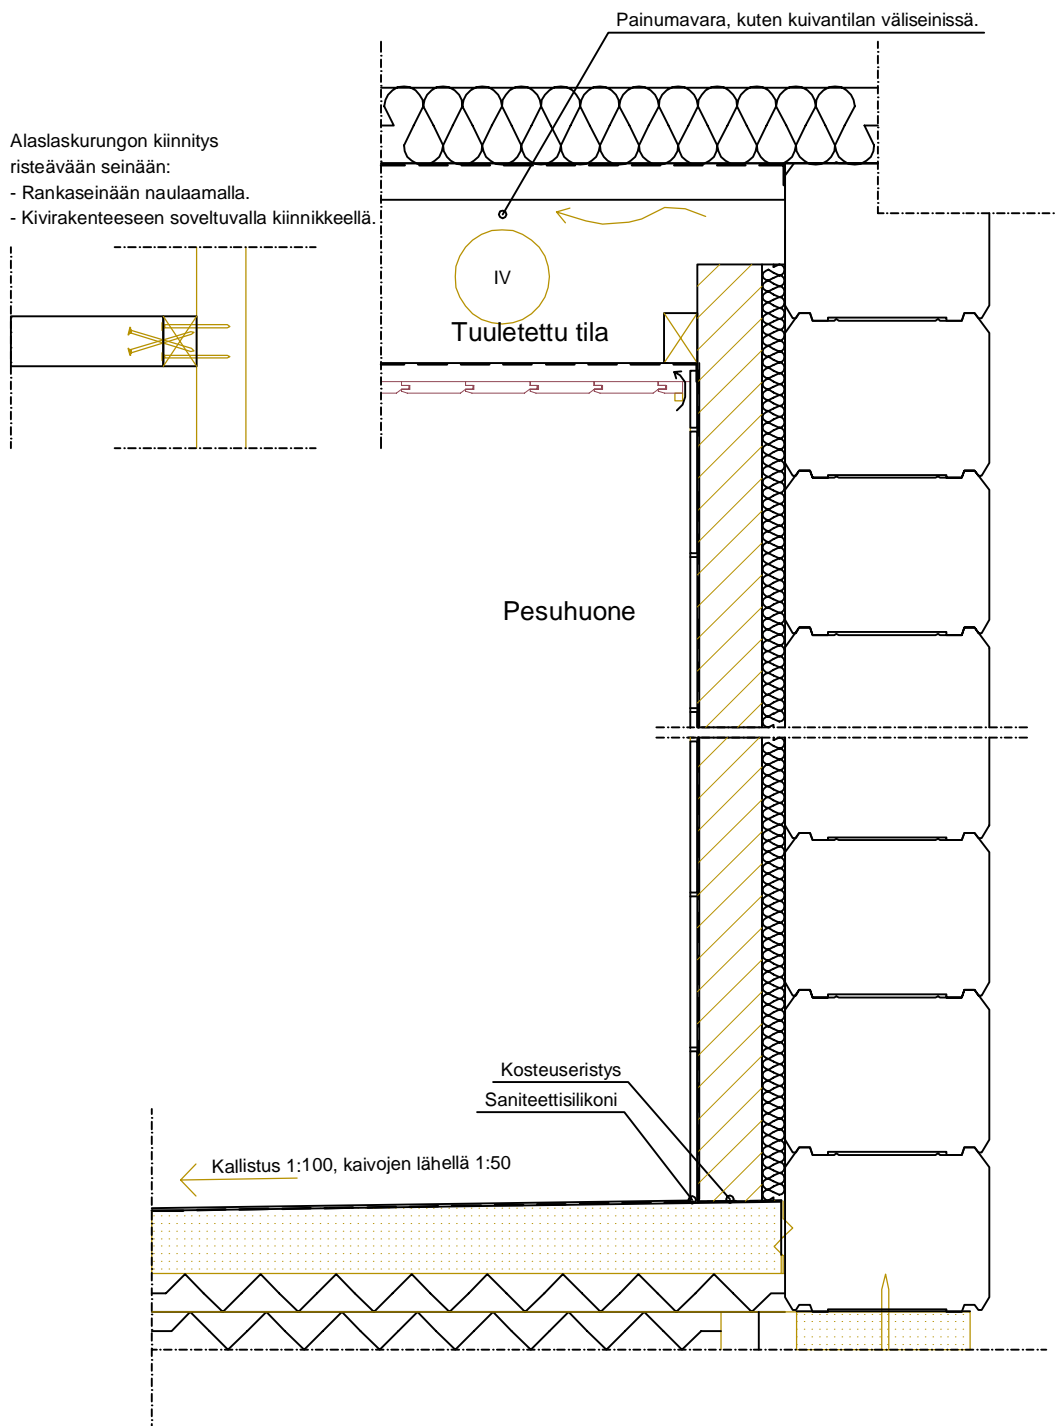 Painumavara, kuten kuivantilan väliseinissä.
Alaslaskurungon kiinnitys
risteävään seinään:
- Rankaseinään naulaamalla.
- Kivirakenteeseen soveltuvalla kiinnikkeellä.
IV
Tuuletettu tila
Pesuhuone
Kosteuseristys
Saniteettisilikoni
Kallistus 1:100, kaivojen lähellä 1:50